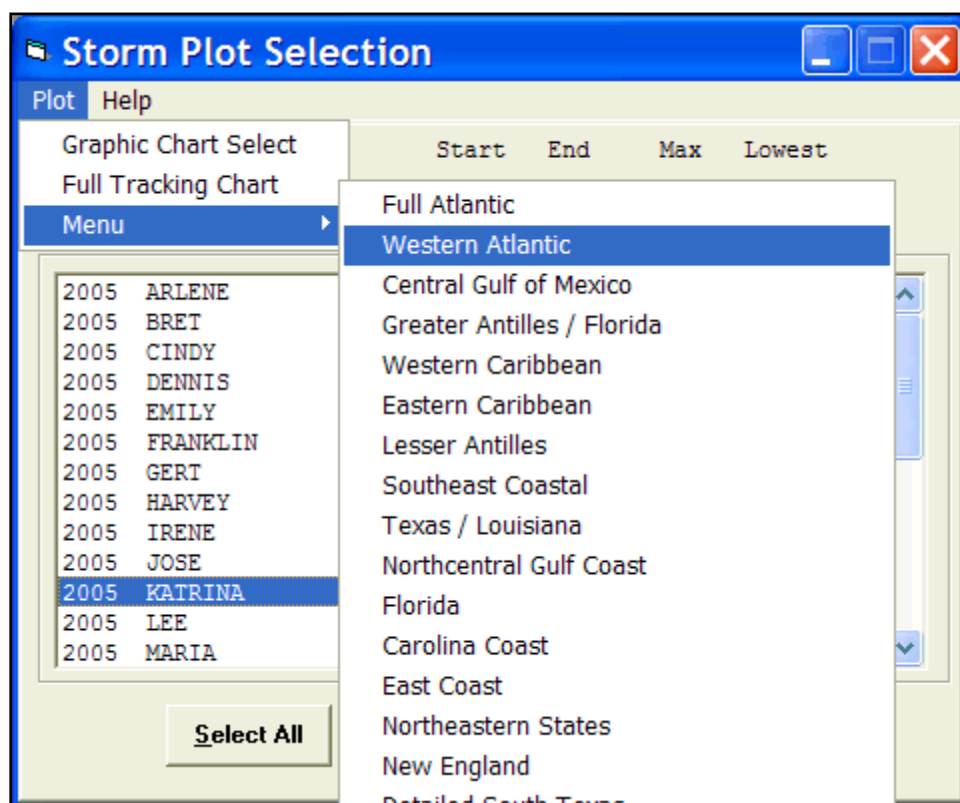 Storm Plot Selection
Plot Help
Graphic Chart Select
Full Tracking Chart
Menu
Start End Max Lowest
Full Atlantic
Western Atlantic
Central Gulf of Mexico
Greater Antilles / Florida
Western Caribbean
Eastern Caribbean
Lesser Antilles
Southeast Coastal
Texas / Louisiana
Northcentral Gulf Coast
Florida
Carolina Coast
East Coast
Northeastern States
New England
Detailed South Texas
2005 ARLENE
2005 BRET
2005 CINDY
2005 DENNIS
2005 EMILY
2005 FRANKLIN
2005 GERT
2005 HARVEY
2005 IRENE
2005 JOSE
2005 KATRINA
2005 LEE
2005 MARIA
Select All